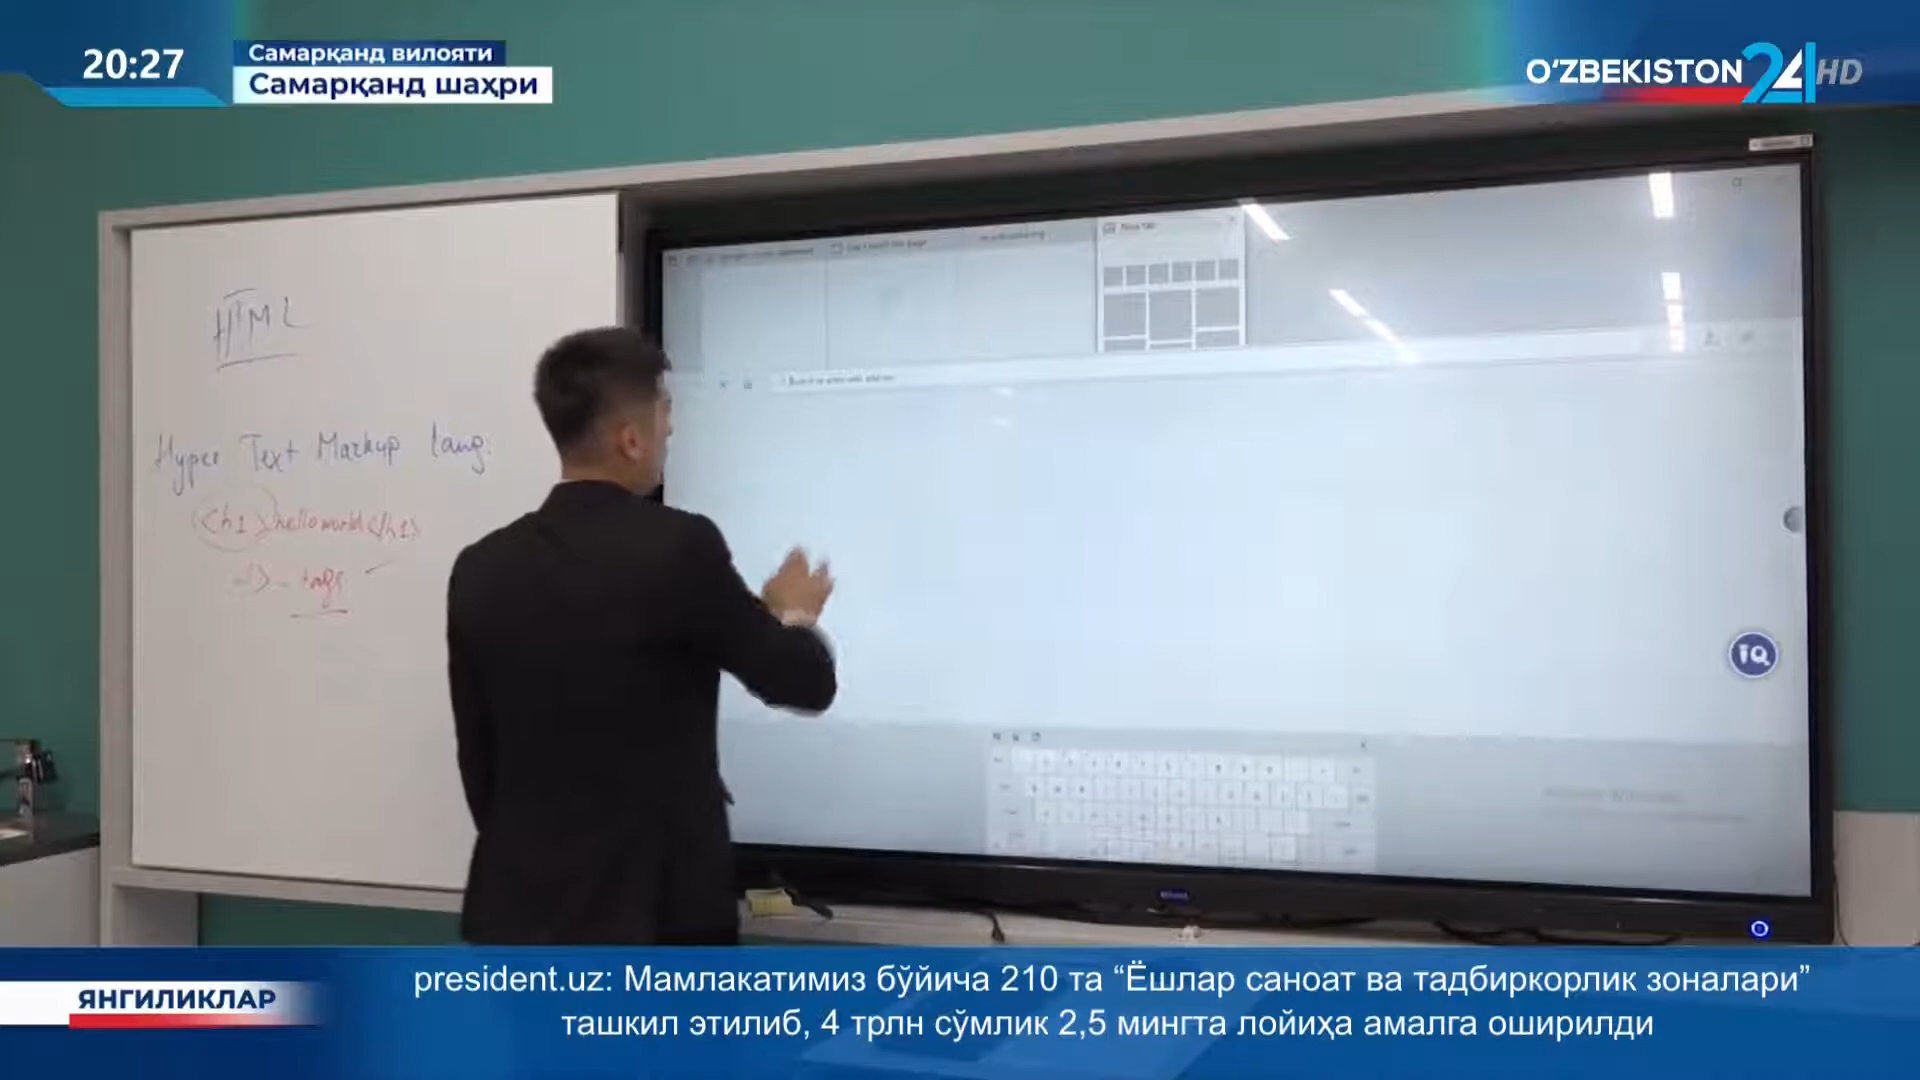 20:27
Самарқанд вилояти
Самарқанд шаҳри
O‘ZBEKISTON 24 HD
HTML
Hyper Text Markup lang.
<h1>helloworld</h1>
tags
IQ
ЯНГИЛИКЛАР
president.uz: Мамлакатимиз бўйича 210 та “Ёшлар саноат ва тадбиркорлик зоналари”
ташкил этилиб, 4 трлн сўмлик 2,5 мингта лойиҳа амалга оширилди